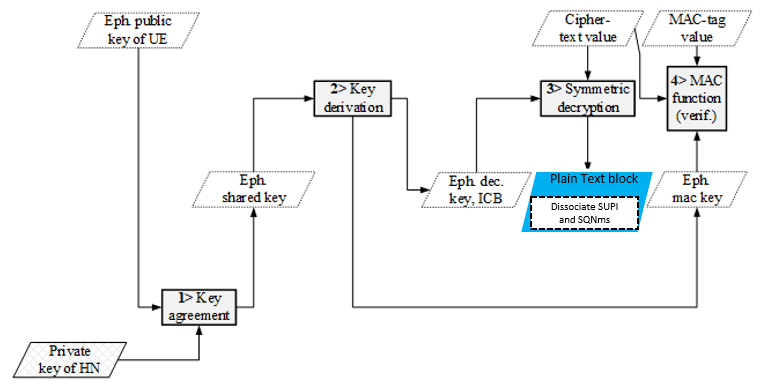 Eph. public
key of UE
Cipher-
text value
MAC-tag
value
2> Key
derivation
3> Symmetric
decryption
4> MAC
function
(verif.)
Eph.
shared key
Eph. dec.
key, ICB
Plain Text block
Dissociate SUPI
and SQNms
Eph.
mac key
1> Key
agreement
Private
key of HN